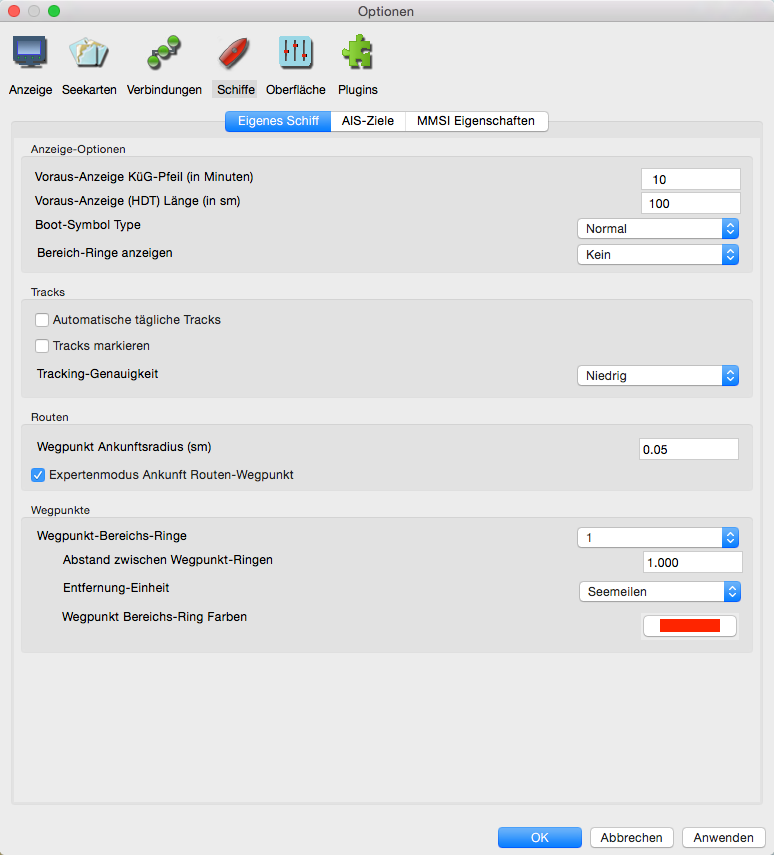 Optionen
Anzeige Seekarten Verbindungen Schiffe Oberfläche Plugins
Eigenes Schiff AIS-Ziele MMSI Eigenschaften
Anzeige-Optionen
Voraus-Anzeige KüG-Pfeil (in Minuten) 10
Voraus-Anzeige (HDT) Länge (in sm) 100
Boot-Symbol Type Normal
Bereich-Ringe anzeigen Kein
Tracks
Automatische tägliche Tracks
Tracks markieren
Tracking-Genauigkeit Niedrig
Routen
Wegpunkt Ankunftsradius (sm) 0.05
Expertenmodus Ankunft Routen-Wegpunkt
Wegpunkte
Wegpunkt-Bereichs-Ringe 1
Abstand zwischen Wegpunkt-Ringen 1.000
Entfernung-Einheit Seemeilen
Wegpunkt Bereichs-Ring Farben
OK Abbrechen Anwenden